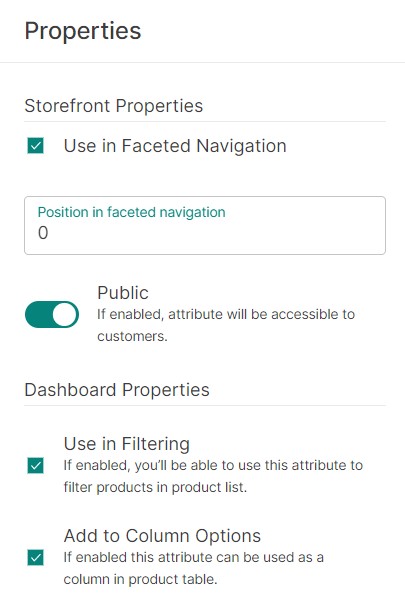 Properties
Storefront Properties
Use in Faceted Navigation
Position in faceted navigation
0
Public
If enabled, attribute will be accessible to
customers.
Dashboard Properties
Use in Filtering
If enabled, you’ll be able to use this attribute to
filter products in product list.
Add to Column Options
If enabled this attribute can be used as a
column in product table.